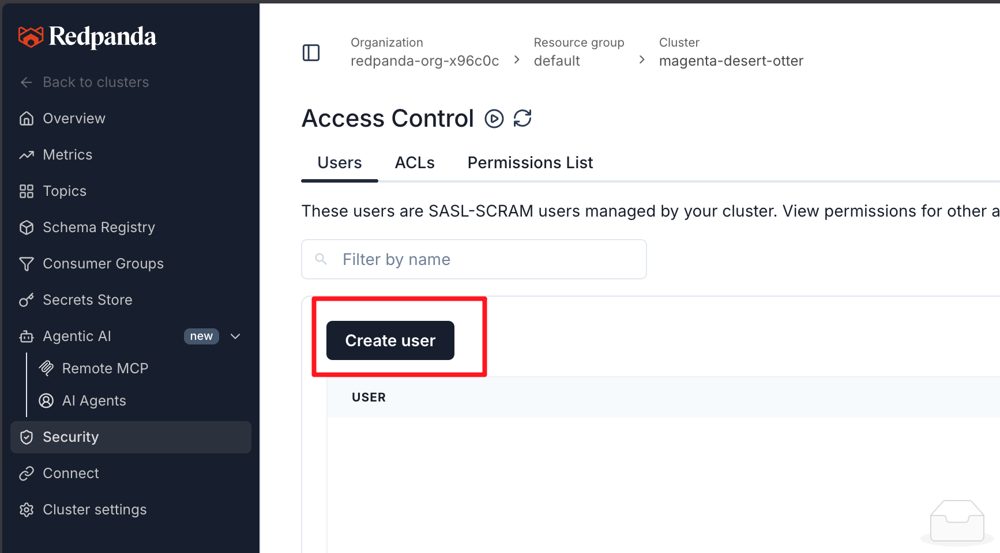 Redpanda
Back to clusters
Overview
Metrics
Topics
Schema Registry
Consumer Groups
Secrets Store
Agentic AI new
Remote MCP
AI Agents
Security
Connect
Cluster settings
Organization
redpanda-org-x96c0c
Resource group
default
Cluster
magenta-desert-otter
Access Control
Users ACLs Permissions List
These users are SASL-SCRAM users managed by your cluster. View permissions for other a
Filter by name
Create user
USER